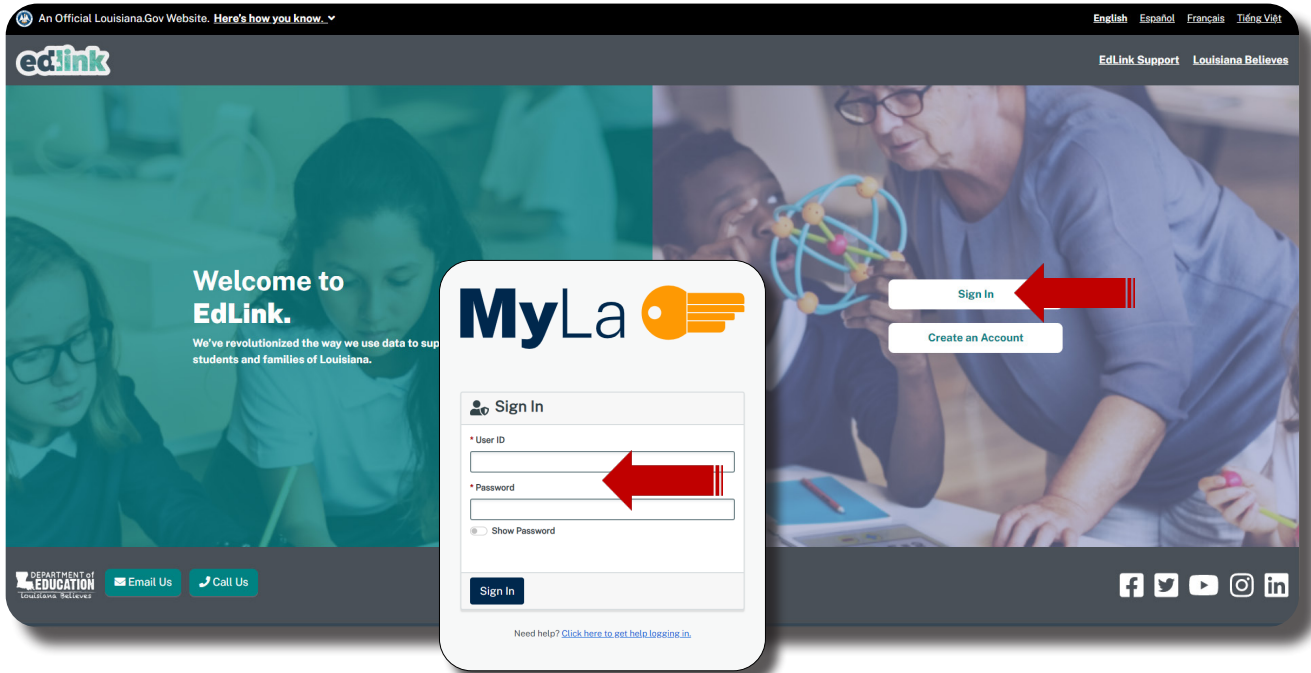 An Official Louisiana.Gov Website. Here's how you know.
English Español Français Tiếng Việt
edlink
EdLink Support Louisiana Believes
Welcome to
EdLink.
We've revolutionized the way we use data to sup
students and families of Louisiana.
Sign In
Create an Account
MyLa
Sign In
* User ID
* Password
Show Password
Sign In
Need help? Click here to get help logging in.
DEPARTMENT of
EDUCATION
Louisiana Believes
Email Us
Call Us